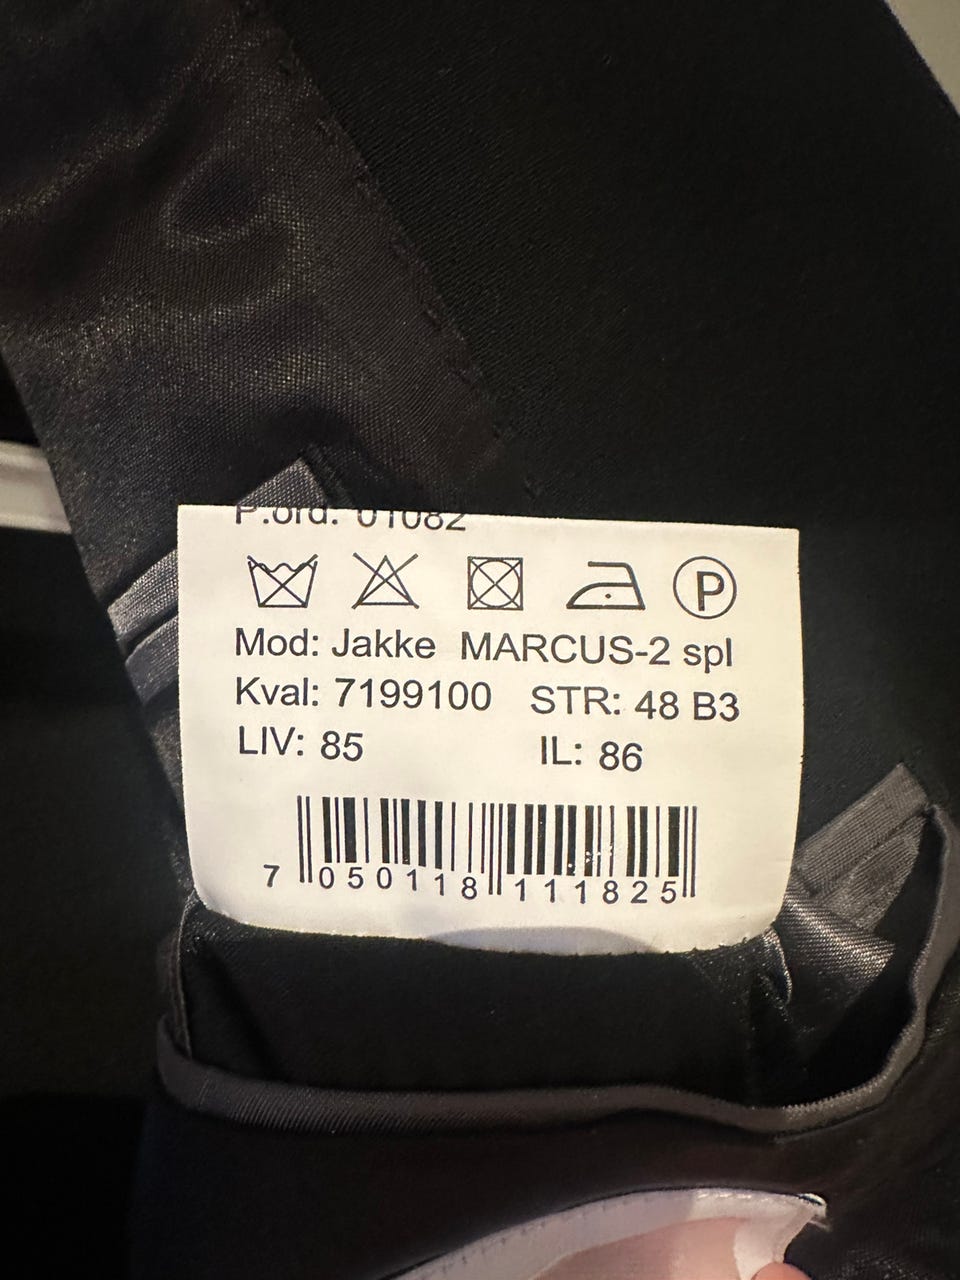 P.ord: 01082
P
Mod: Jakke MARCUS-2 spl
Kval: 7199100 STR: 48 B3
LIV: 85 IL: 86
7 050118 111825